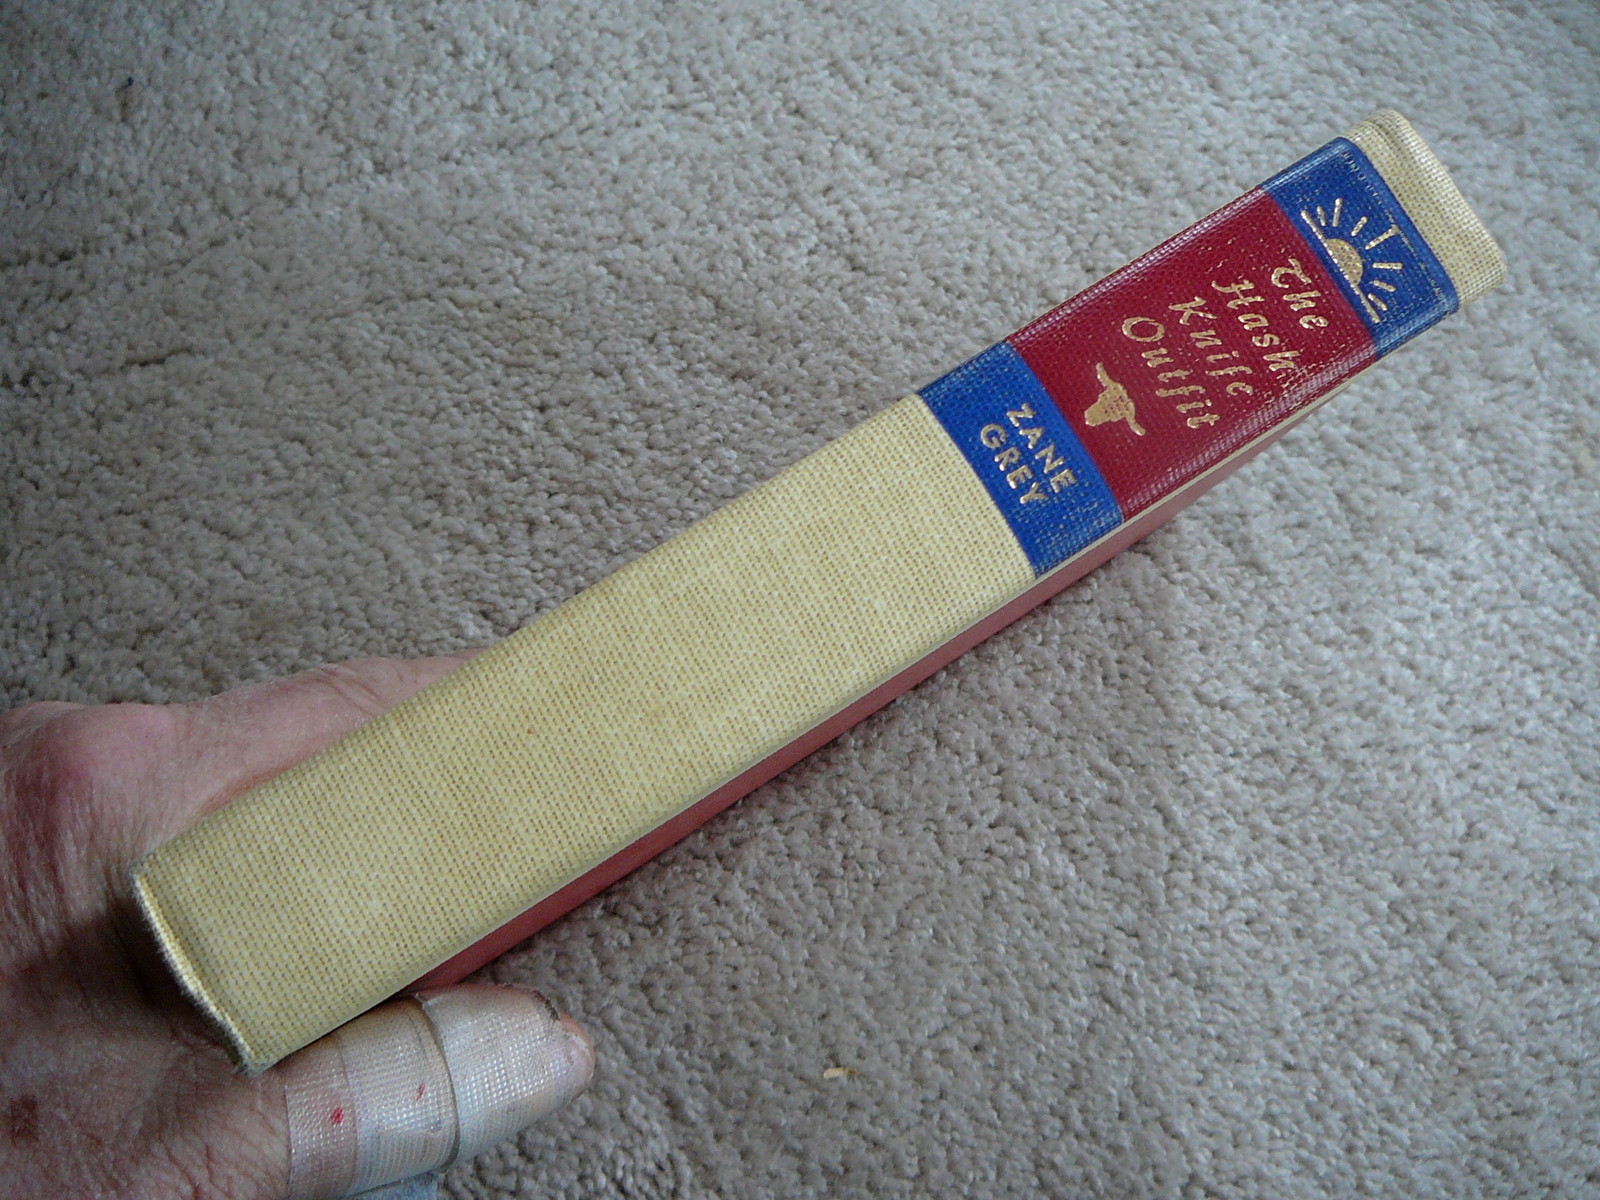 The
Hash
Knife
Outfit
ZANE
GREY